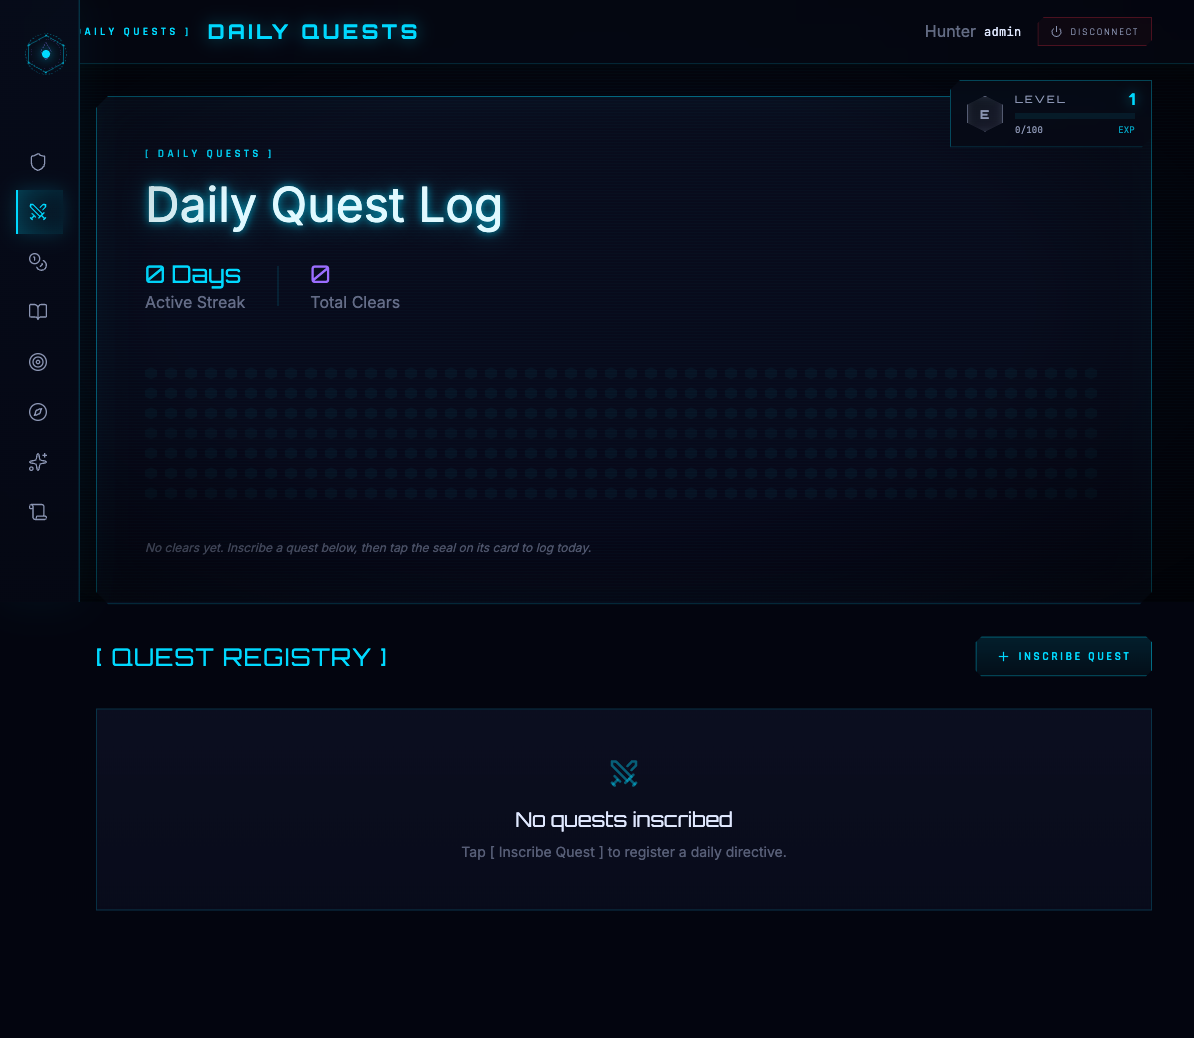 DAILY QUESTS ]
DAILY QUESTS
Hunter admin
DISCONNECT
E
LEVEL
1
0/100
EXP
[ DAILY QUESTS ]
Daily Quest Log
0 Days
Active Streak
0
Total Clears
No clears yet. Inscribe a quest below, then tap the seal on its card to log today.
[ QUEST REGISTRY ]
+ INSCRIBE QUEST
No quests inscribed
Tap [ Inscribe Quest ] to register a daily directive.